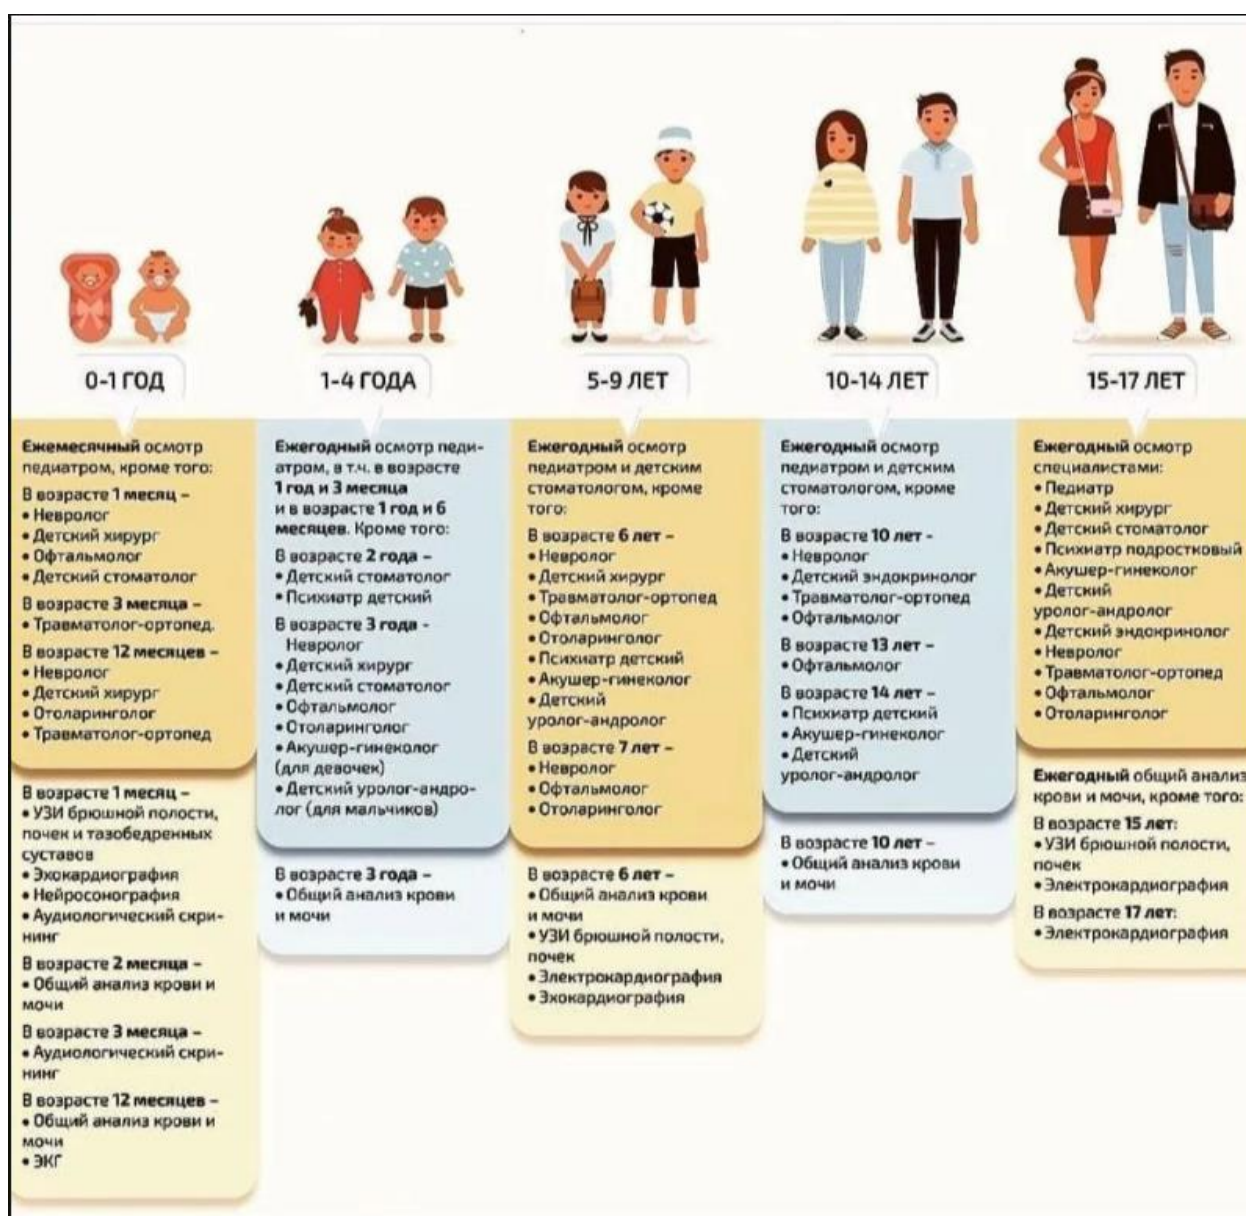 0-1 ГОД
Ежемесячный осмотр
педиатром, кроме того:
В возрасте 1 месяц –
• Невролог
• Детский хирург
• Офтальмолог
• Детский стоматолог
В возрасте 3 месяца –
• Травматолог-ортопед.
В возрасте 12 месяцев –
• Невролог
• Детский хирург
• Отоларинголог
• Травматолог-ортопед
В возрасте 1 месяц –
• УЗИ брюшной полости,
почек и тазобедренных
суставов
• Эхокардиография
• Нейросонография
• Аудиологический скри-
нинг
В возрасте 2 месяца –
• Общий анализ крови и
мочи
В возрасте 3 месяца –
• Аудиологический скри-
нинг
В возрасте 12 месяцев –
• Общий анализ крови и
мочи
• ЭКГ
1-4 ГОДА
Ежегодный осмотр педи-
атром, в т.ч. в возрасте
1 год и 3 месяца
и в возрасте 1 год и 6
месяцев. Кроме того:
В возрасте 2 года –
• Детский стоматолог
• Психиатр детский
В возрасте 3 года -
Невролог
• Детский хирург
• Детский стоматолог
• Офтальмолог
• Отоларинголог
• Акушер-гинеколог
(для девочек)
• Детский уролог-андро-
лог (для мальчиков)
В возрасте 3 года –
• Общий анализ крови
и мочи
5-9 ЛЕТ
Ежегодный осмотр
педиатром и детским
стоматологом, кроме
того:
В возрасте 6 лет –
• Невролог
• Детский хирург
• Травматолог-ортопед
• Офтальмолог
• Отоларинголог
• Психиатр детский
• Акушер-гинеколог
• Детский
уролог-андролог
В возрасте 7 лет –
• Невролог
• Офтальмолог
• Отоларинголог
В возрасте 6 лет –
• Общий анализ крови
и мочи
• УЗИ брюшной полости,
почек
• Электрокардиография
• Эхокардиография
10-14 ЛЕТ
Ежегодный осмотр
педиатром и детским
стоматологом, кроме
того:
В возрасте 10 лет -
• Невролог
• Детский эндокринолог
• Травматолог-ортопед
• Офтальмолог
В возрасте 13 лет –
• Офтальмолог
В возрасте 14 лет –
• Психиатр детский
• Акушер-гинеколог
• Детский
уролог-андролог
В возрасте 10 лет –
• Общий анализ крови
и мочи
15-17 ЛЕТ
Ежегодный осмотр
специалистами:
• Педиатр
• Детский хирург
• Детский стоматолог
• Психиатр подростковый
• Акушер-гинеколог
• Детский
уролог-андролог
• Детский эндокринолог
• Невролог
• Травматолог-ортопед
• Офтальмолог
• Отоларинголог
Ежегодный общий анализ
крови и мочи, кроме того:
В возрасте 15 лет:
• УЗИ брюшной полости,
почек
• Электрокардиография
В возрасте 17 лет:
• Электрокардиография